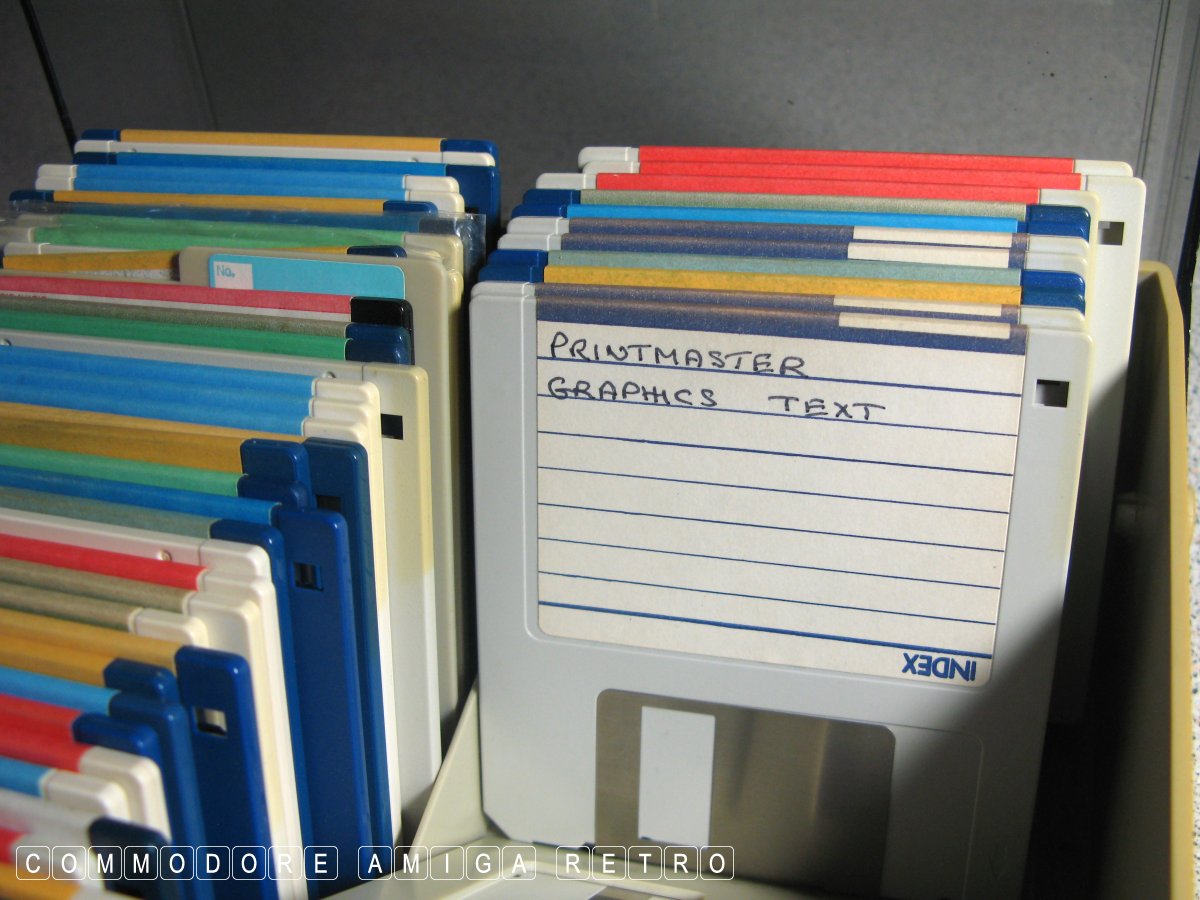 No.
PRINTMASTER
GRAPHICS TEXT
INDEX
COMMODORE AMIGA RETRO